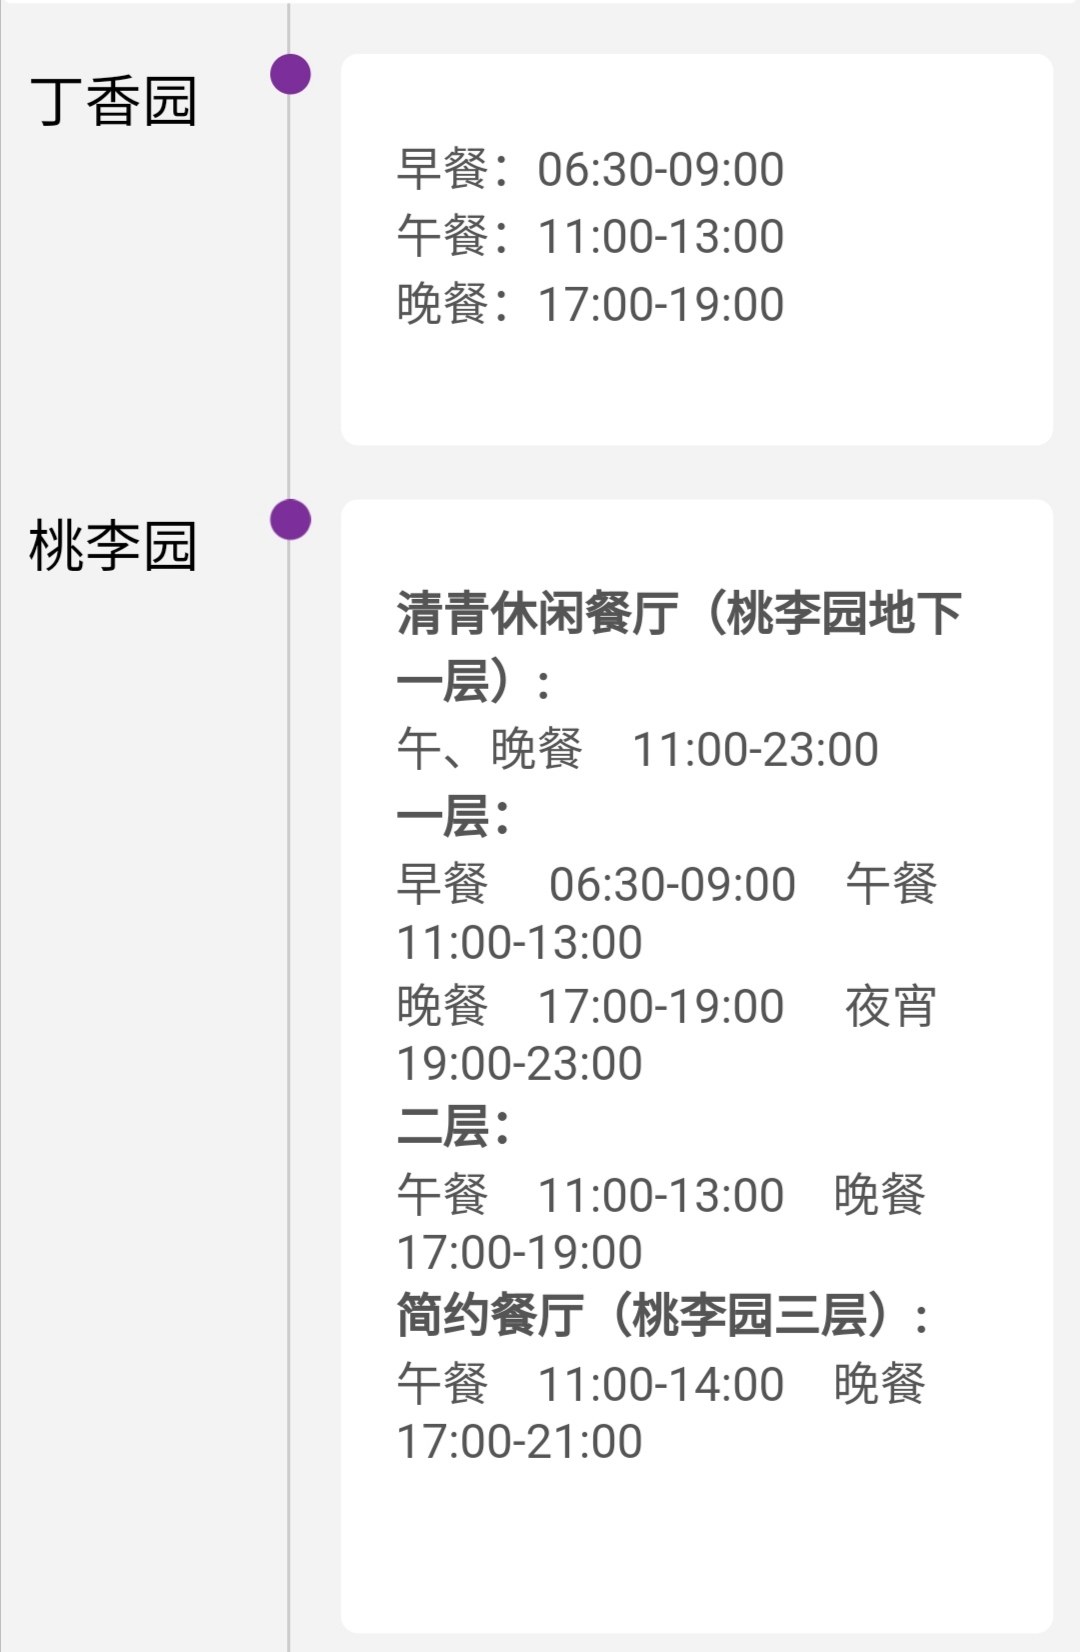 丁香园
早餐：06:30-09:00
午餐：11:00-13:00
晚餐：17:00-19:00
桃李园
清青休闲餐厅（桃李园地下
一层）:
午、晚餐　11:00-23:00
一层：
早餐　 06:30-09:00　午餐
11:00-13:00
晚餐　17:00-19:00　 夜宵
19:00-23:00
二层：
午餐　11:00-13:00　晚餐
17:00-19:00
简约餐厅（桃李园三层）:
午餐　11:00-14:00　晚餐
17:00-21:00